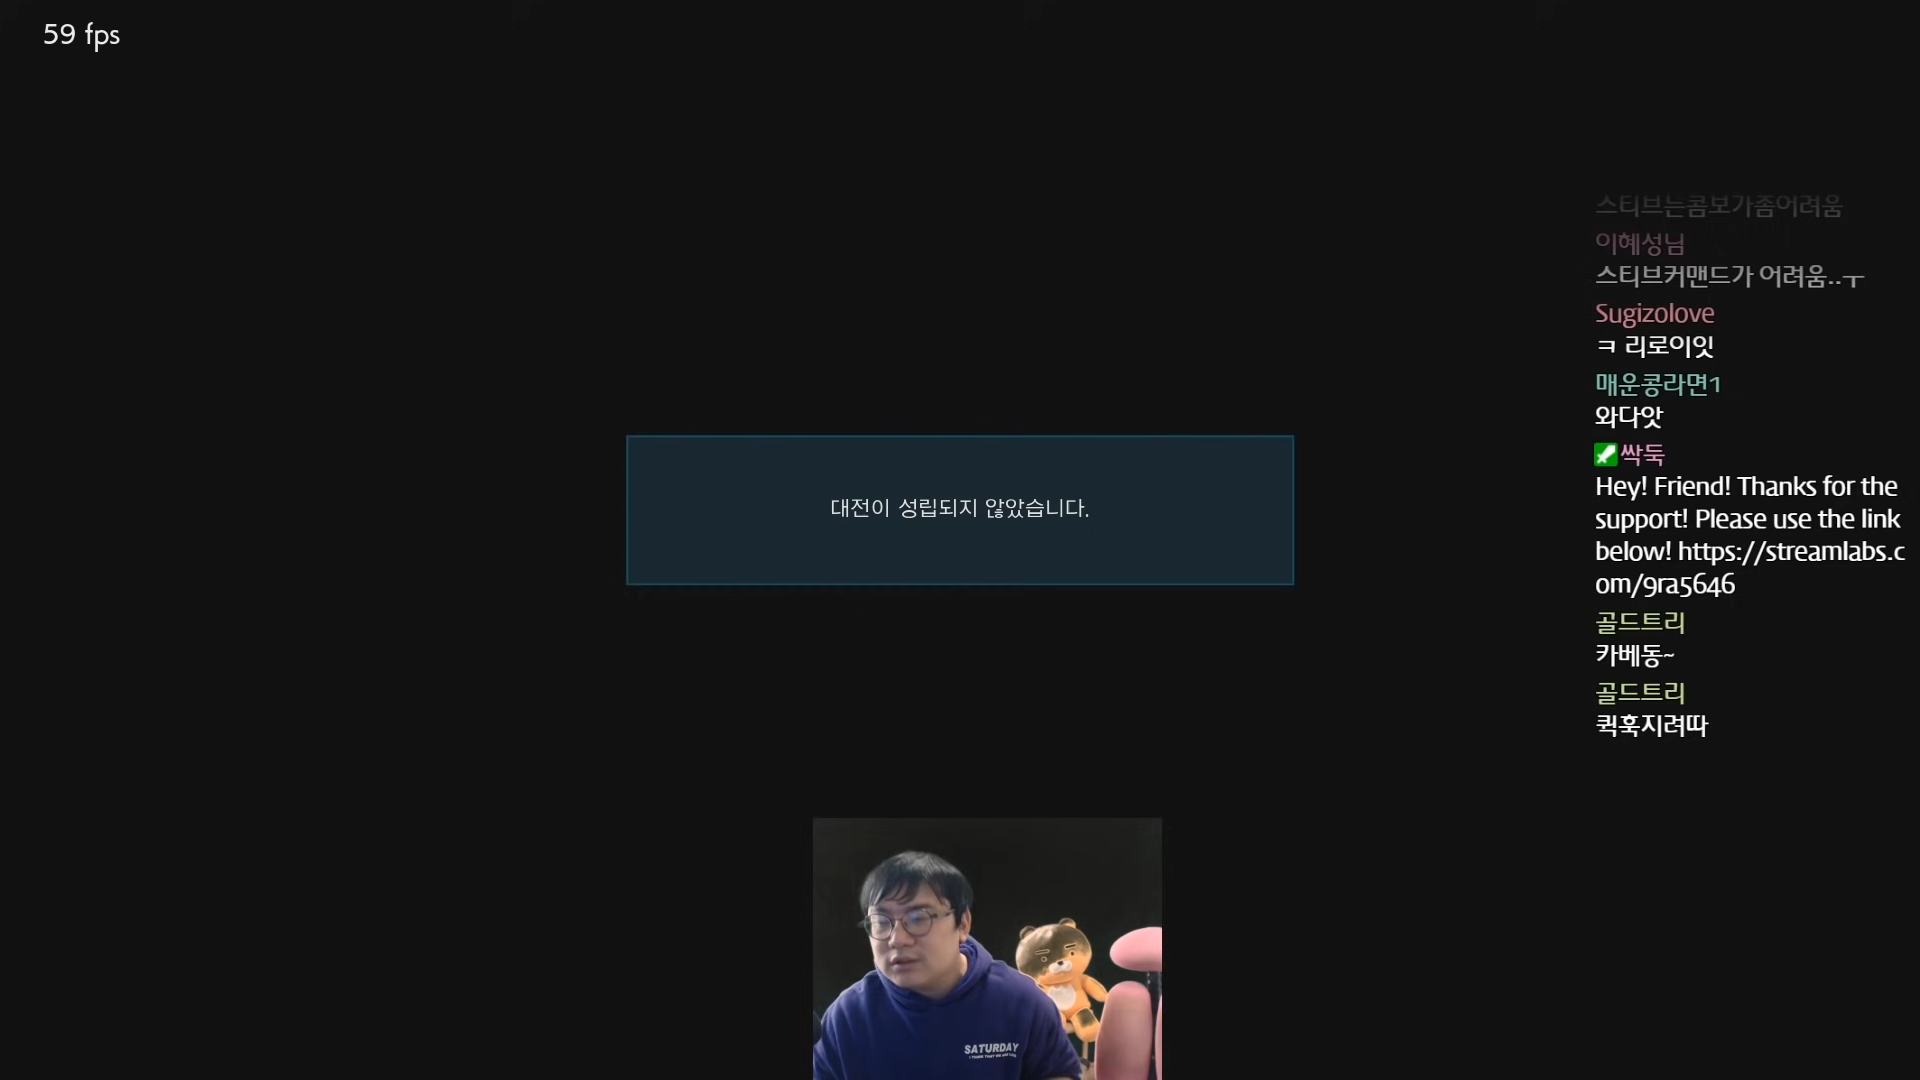 59 fps
스티브는콤보가좀어려움
이혜성님
스티브커맨드가 어려움..ㅜ
Sugizolove
ㅋ 리로이잇
매운콩라면1
와다앗
싹둑
Hey! Friend! Thanks for the
support! Please use the link
below! https://streamlabs.c
om/9ra5646
골드트리
카베동~
골드트리
퀵훅지려따
대전이 성립되지 않았습니다.
SATURDAY